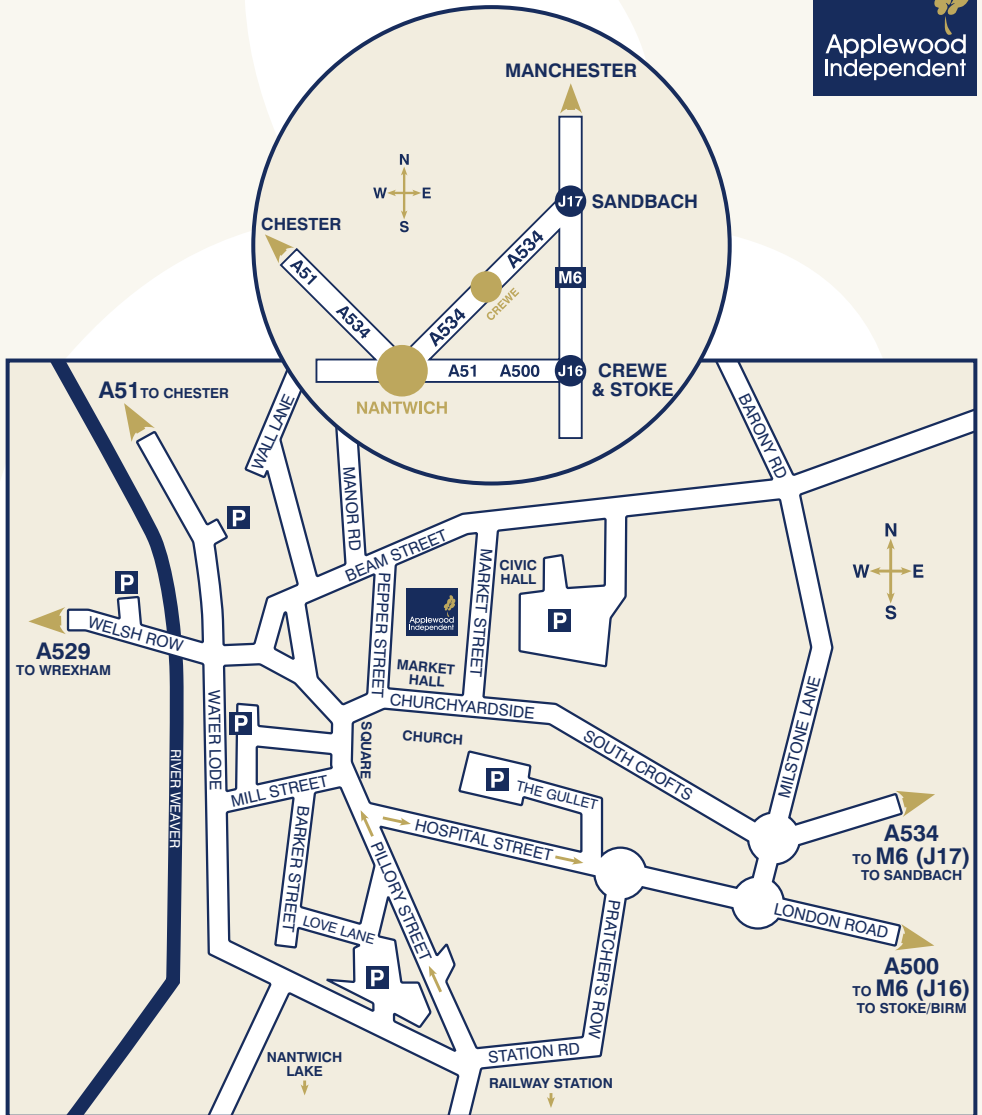 Applewood
Independent
MANCHESTER
N
W E
S
CHESTER
J17 SANDBACH
A51
A534
A534
A534
CREWE
M6
A51 A500
J16 CREWE
& STOKE
NANTWICH
A51 TO CHESTER
WALL LANE
MANOR RD
BARONY RD
P
P
BEAM STREET
PEPPER STREET
MARKET STREET
CIVIC
HALL
P
Applewood
Independent
N
W E
S
WELSH ROW
A529
TO WREXHAM
MARKET
HALL
CHURCHYARDSIDE
WATER LODE
P
SQUARE
CHURCH
SOUTH CROFTS
MILSTONE LANE
RIVER WEAVER
MILL STREET
P
THE GULLET
BARKER STREET
HOSPITAL STREET
PILLORY STREET
A534
TO M6 (J17)
TO SANDBACH
LOVE LANE
LONDON ROAD
PRATCHER'S ROW
P
A500
TO M6 (J16)
TO STOKE/BIRM
STATION RD
NANTWICH
LAKE
RAILWAY STATION